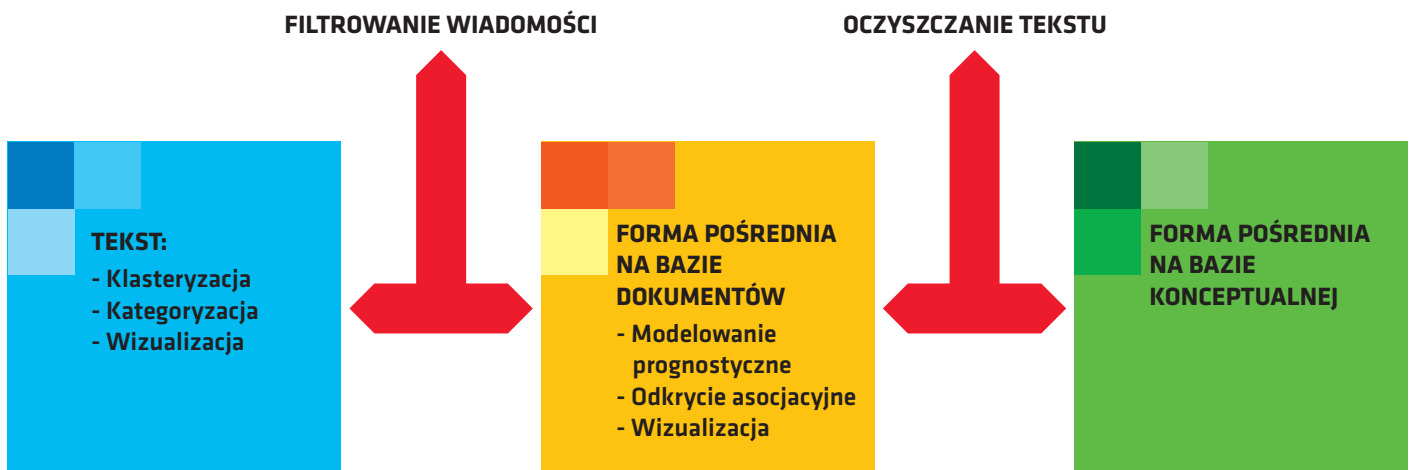 FILTROWANIE WIADOMOŚCI
OCZYSZCZANIE TEKSTU
TEKST:
- Klasteryzacja
- Kategoryzacja
- Wizualizacja
FORMA POŚREDNIA
NA BAZIE
DOKUMENTÓW
- Modelowanie
prognostyczne
- Odkrycie asocjacyjne
- Wizualizacja
FORMA POŚREDNIA
NA BAZIE
KONCEPTUALNEJ